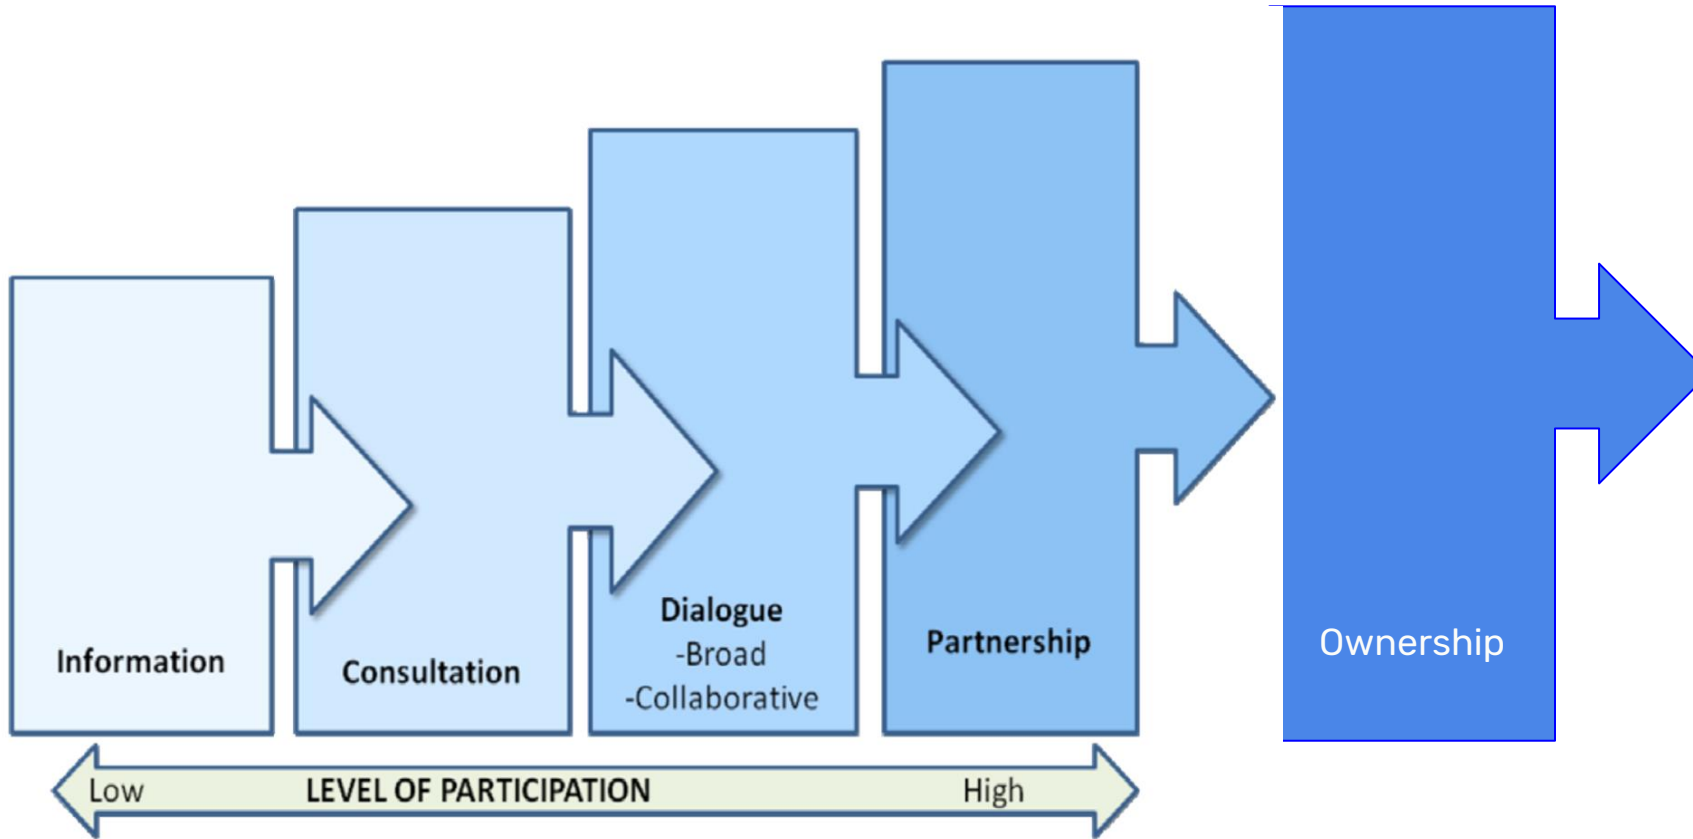 Information
Consultation
Dialogue
-Broad
-Collaborative
Partnership
Ownership
Low
LEVEL OF PARTICIPATION
High